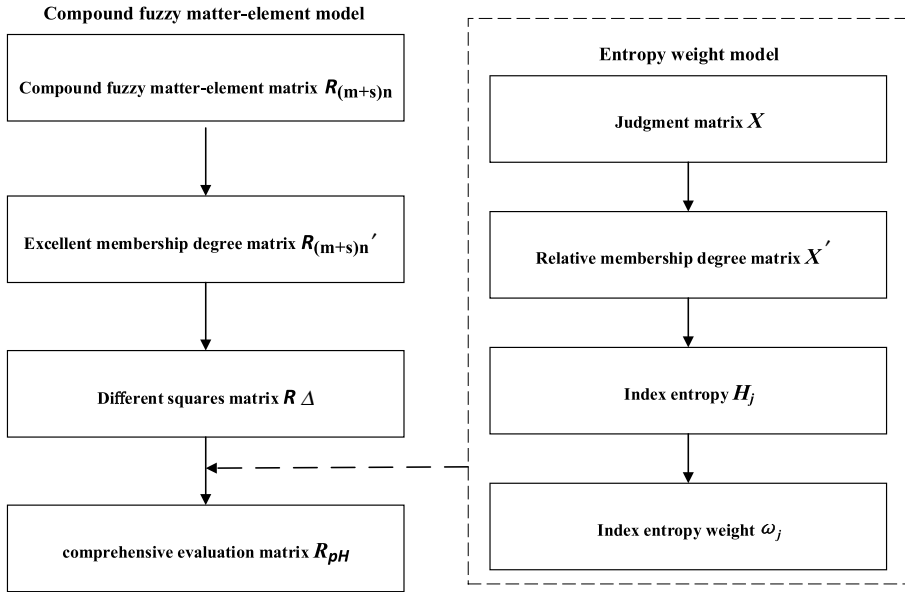 Compound fuzzy matter-element model
Compound fuzzy matter-element matrix R(m+s)n
Excellent membership degree matrix R(m+s)n′
Different squares matrix R Δ
comprehensive evaluation matrix RpH
Entropy weight model
Judgment matrix X
Relative membership degree matrix X′
Index entropy Hj
Index entropy weight ωj